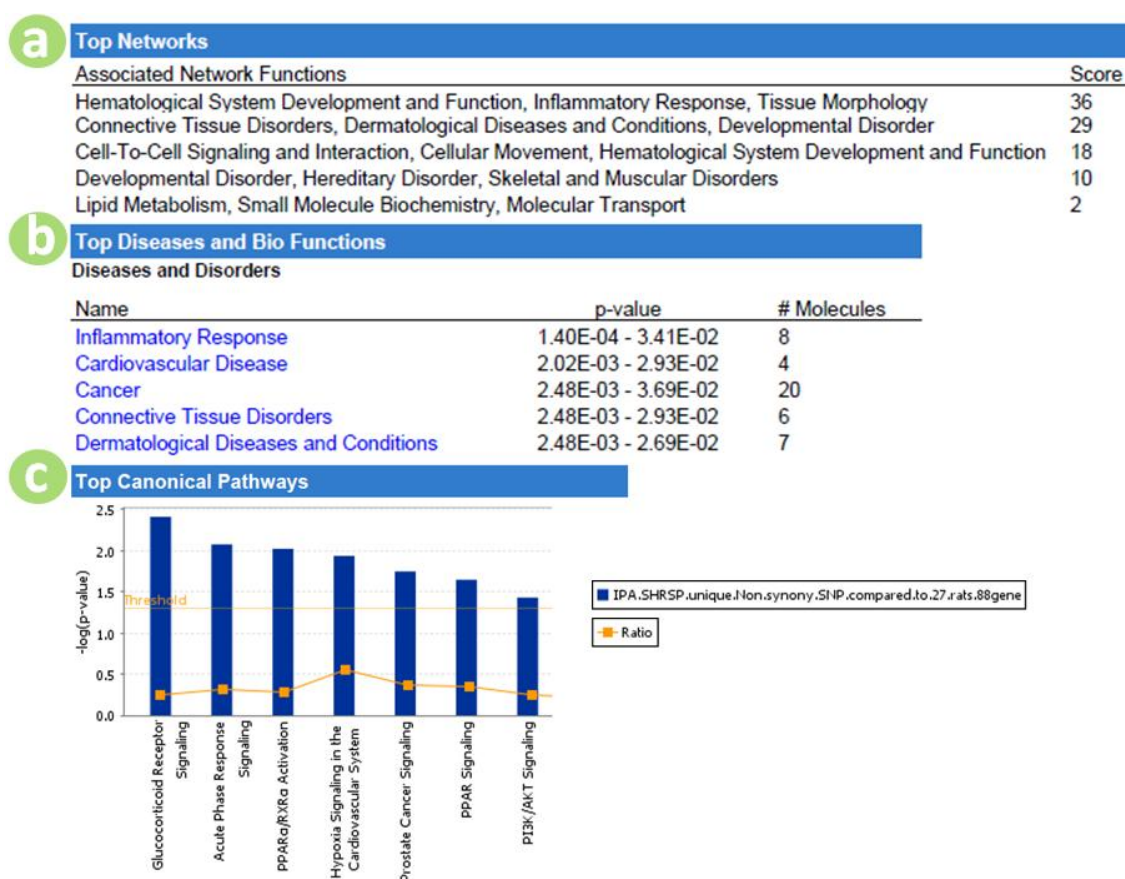 a
Top Networks
Associated Network Functions Score
Hematological System Development and Function, Inflammatory Response, Tissue Morphology 36
Connective Tissue Disorders, Dermatological Diseases and Conditions, Developmental Disorder 29
Cell-To-Cell Signaling and Interaction, Cellular Movement, Hematological System Development and Function 18
Developmental Disorder, Hereditary Disorder, Skeletal and Muscular Disorders 10
Lipid Metabolism, Small Molecule Biochemistry, Molecular Transport 2
b
Top Diseases and Bio Functions
Diseases and Disorders
Name p-value # Molecules
Inflammatory Response 1.40E-04 - 3.41E-02 8
Cardiovascular Disease 2.02E-03 - 2.93E-02 4
Cancer 2.48E-03 - 3.69E-02 20
Connective Tissue Disorders 2.48E-03 - 2.93E-02 6
Dermatological Diseases and Conditions 2.48E-03 - 2.69E-02 7
c
Top Canonical Pathways
-log(p-value)
2.5
2.0
1.5
1.0
0.5
0.0
Threshold
Glucocorticoid Receptor
Signaling
Acute Phase Response
Signaling
PPARα/RXRα Activation
Hypoxia Signaling in the
Cardiovascular System
Prostate Cancer Signaling
PPAR Signaling
PI3K/AKT Signaling
IPA.SHRSP.unique.Non.synony.SNP.compared.to.27.rats.88gene
Ratio